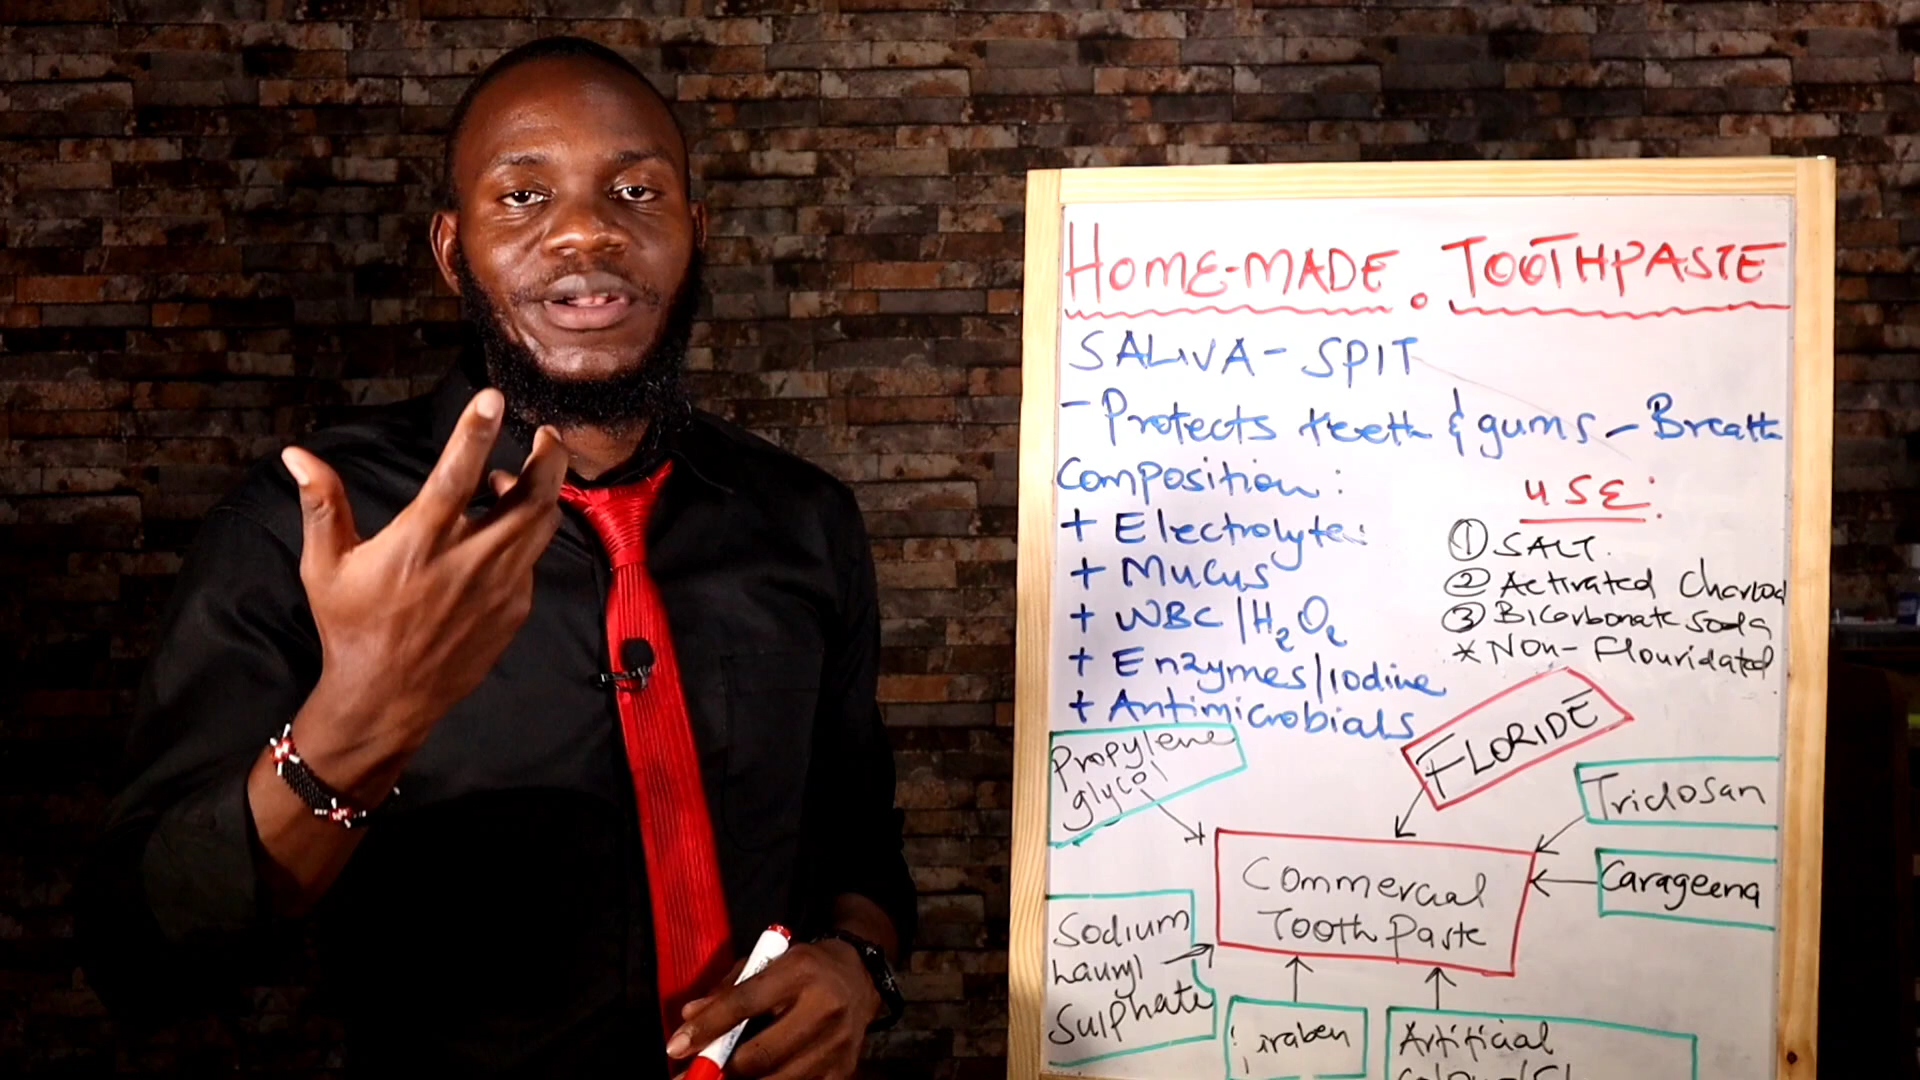 HOME-MADE TOOTHPASTE
SALIVA - SPIT
- Protects teeth & gums - Breath
Composition:
+ Electrolytes
+ Mucus
+ WBC/H2O2
+ Enzymes/Iodine
+ Antimicrobials
USE:
① SALT.
② Activated Charcoal
③ Bicarbonate Soda
* Non-Flouridated
Propylene
glycol
FLORIDE
Triclosan
Carageena
Commercial
Tooth Paste
Sodium
Lauryl
Sulphate
Artificial